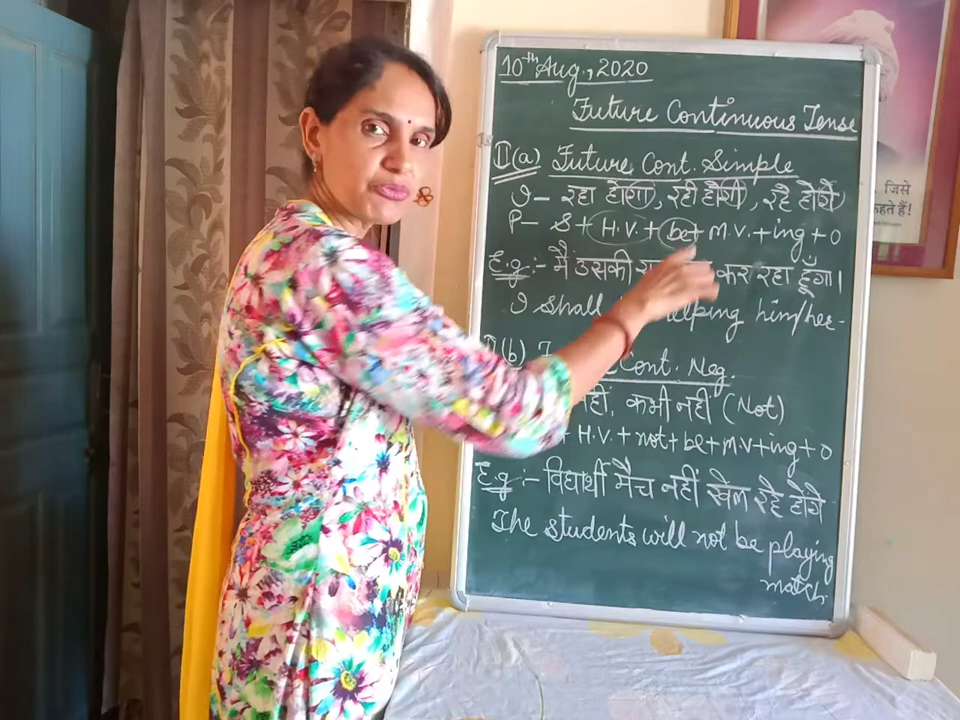 10th Aug., 2020
Future Continuous Tense
II(a) Future Cont. Simple
I – रहा होगा, रही होगी, रहे होगें
P – S + H.V. + be + M.V. + ing + O
E.g :- मैं उसकी कर रहा हूँगा।
I shall helping him/her.
(b) Cont. Neg.
नहीं, कभी नहीं (Not)
+ H.V. + not + be + M.V + ing + O
E.g :- विद्यार्थी मैच नहीं खेल रहे होगें
The students will not be playing
match.
जिसे
कहते हैं!